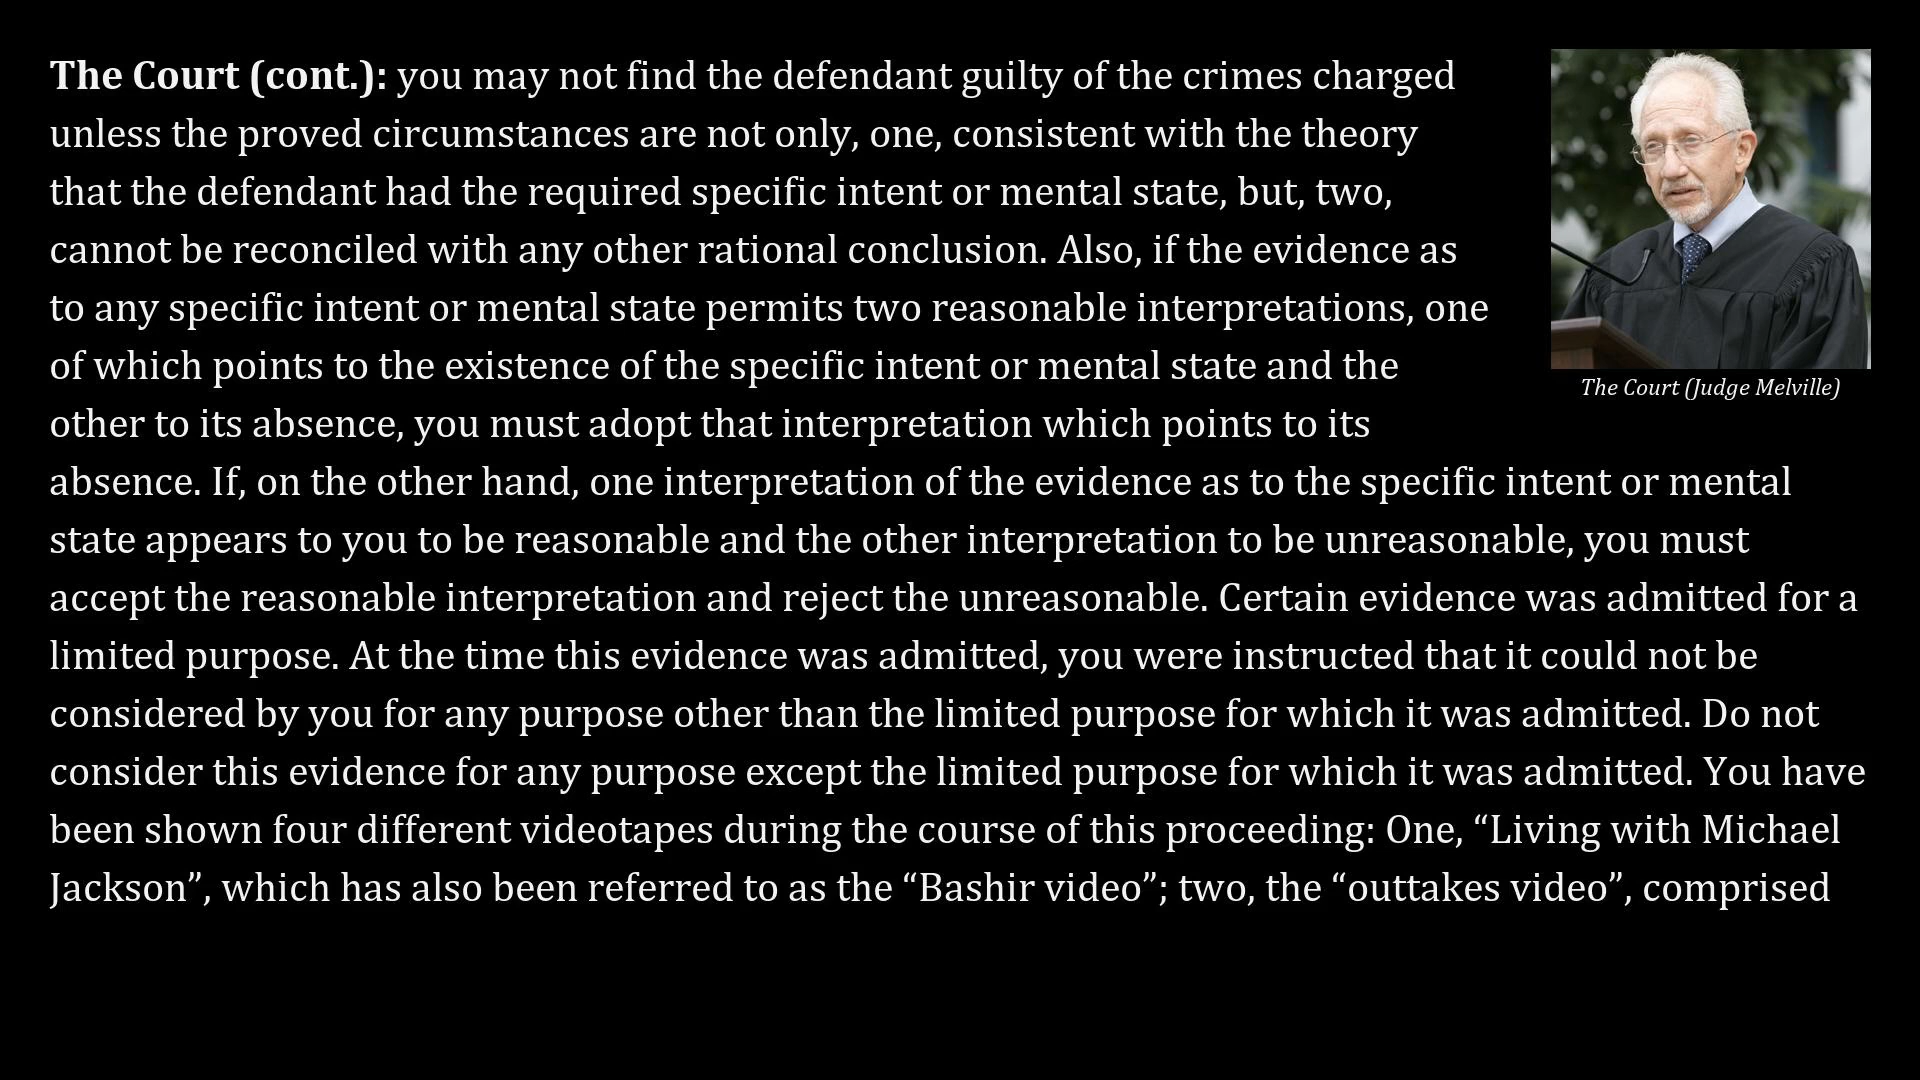 The Court (cont.): you may not find the defendant guilty of the crimes charged
unless the proved circumstances are not only, one, consistent with the theory
that the defendant had the required specific intent or mental state, but, two,
cannot be reconciled with any other rational conclusion. Also, if the evidence as
to any specific intent or mental state permits two reasonable interpretations, one
of which points to the existence of the specific intent or mental state and the
other to its absence, you must adopt that interpretation which points to its
absence. If, on the other hand, one interpretation of the evidence as to the specific intent or mental
state appears to you to be reasonable and the other interpretation to be unreasonable, you must
accept the reasonable interpretation and reject the unreasonable. Certain evidence was admitted for a
limited purpose. At the time this evidence was admitted, you were instructed that it could not be
considered by you for any purpose other than the limited purpose for which it was admitted. Do not
consider this evidence for any purpose except the limited purpose for which it was admitted. You have
been shown four different videotapes during the course of this proceeding: One, “Living with Michael
Jackson”, which has also been referred to as the “Bashir video”; two, the “outtakes video”, comprised
The Court (Judge Melville)